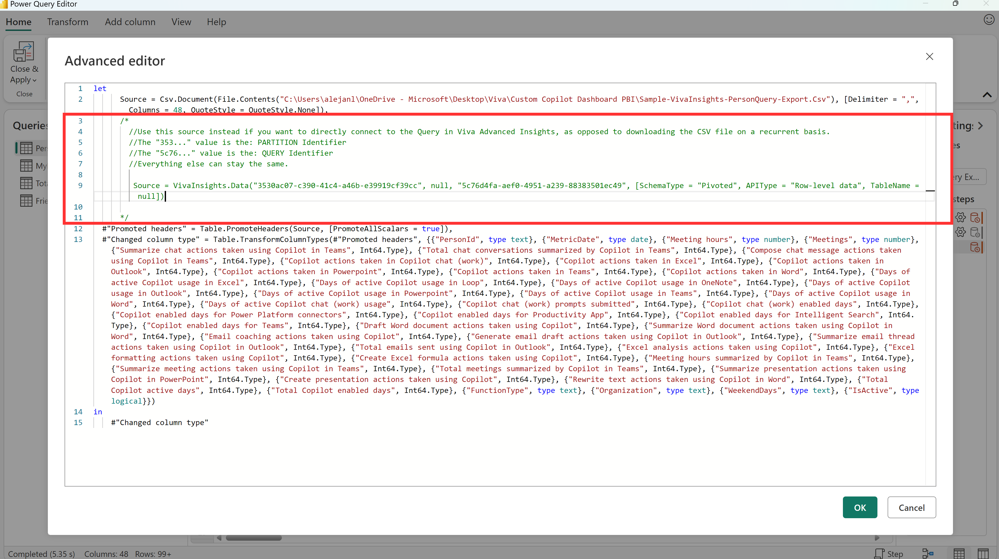 Power Query Editor
Home Transform Add column View Help
Close &
Apply
Close
Queries
Per
My
Tota
Frie
Advanced editor
1 let
2 Source = Csv.Document(File.Contents("C:\Users\alejanl\OneDrive - Microsoft\Desktop\Viva\Custom Copilot Dashboard PBI\Sample-VivaInsights-PersonQuery-Export.Csv"), [Delimiter = ",",
Columns = 48, QuoteStyle = QuoteStyle.None]),
3 /*
4 //Use this source instead if you want to directly connect to the Query in Viva Advanced Insights, as opposed to downloading the CSV file on a recurrent basis.
5 //The "353..." value is the: PARTITION Identifier
6 //The "5c76..." value is the: QUERY Identifier
7 //Everything else can stay the same.
8
9 Source = VivaInsights.Data("3530ac07-c390-41c4-a46b-e39919cf39cc", null, "5c76d4fa-aef0-4951-a239-88383501ec49", [SchemaType = "Pivoted", APIType = "Row-level data", TableName =
null])
10
11 */
12 #"Promoted headers" = Table.PromoteHeaders(Source, [PromoteAllScalars = true]),
13 #"Changed column type" = Table.TransformColumnTypes(#"Promoted headers", {{"PersonId", type text}, {"MetricDate", type date}, {"Meeting hours", type number}, {"Meetings", type number},
{"Summarize chat actions taken using Copilot in Teams", Int64.Type}, {"Total chat conversations summarized by Copilot in Teams", Int64.Type}, {"Compose chat message actions taken
using Copilot in Teams", Int64.Type}, {"Copilot actions taken in Copilot chat (work)", Int64.Type}, {"Copilot actions taken in Excel", Int64.Type}, {"Copilot actions taken in
Outlook", Int64.Type}, {"Copilot actions taken in Powerpoint", Int64.Type}, {"Copilot actions taken in Teams", Int64.Type}, {"Copilot actions taken in Word", Int64.Type}, {"Days of
active Copilot usage in Excel", Int64.Type}, {"Days of active Copilot usage in Loop", Int64.Type}, {"Days of active Copilot usage in OneNote", Int64.Type}, {"Days of active Copilot
usage in Outlook", Int64.Type}, {"Days of active Copilot usage in Powerpoint", Int64.Type}, {"Days of active Copilot usage in Teams", Int64.Type}, {"Days of active Copilot usage in
Word", Int64.Type}, {"Days of active Copilot chat (work) usage", Int64.Type}, {"Copilot chat (work) prompts submitted", Int64.Type}, {"Copilot chat (work) enabled days", Int64.Type},
{"Copilot enabled days for Power Platform connectors", Int64.Type}, {"Copilot enabled days for Productivity App", Int64.Type}, {"Copilot enabled days for Intelligent Search", Int64.
Type}, {"Copilot enabled days for Teams", Int64.Type}, {"Draft Word document actions taken using Copilot", Int64.Type}, {"Summarize Word document actions taken using Copilot in
Word", Int64.Type}, {"Email coaching actions taken using Copilot", Int64.Type}, {"Generate email draft actions taken using Copilot in Outlook", Int64.Type}, {"Summarize email thread
actions taken using Copilot in Outlook", Int64.Type}, {"Total emails sent using Copilot in Outlook", Int64.Type}, {"Excel analysis actions taken using Copilot", Int64.Type}, {"Excel
formatting actions taken using Copilot", Int64.Type}, {"Create Excel formula actions taken using Copilot", Int64.Type}, {"Meeting hours summarized by Copilot in Teams", Int64.Type},
{"Summarize meeting actions taken using Copilot in Teams", Int64.Type}, {"Total meetings summarized by Copilot in Teams", Int64.Type}, {"Summarize presentation actions taken using
Copilot in PowerPoint", Int64.Type}, {"Create presentation actions taken using Copilot", Int64.Type}, {"Rewrite text actions taken using Copilot in Word", Int64.Type}, {"Total
Copilot active days", Int64.Type}, {"Total Copilot enabled days", Int64.Type}, {"FunctionType", type text}, {"Organization", type text}, {"WeekendDays", type text}, {"IsActive", type
logical}})
14 in
15 #"Changed column type"
OK Cancel
ting:
es
ry Ex...
steps
Completed (5.35 s) Columns: 48 Rows: 99+
Step